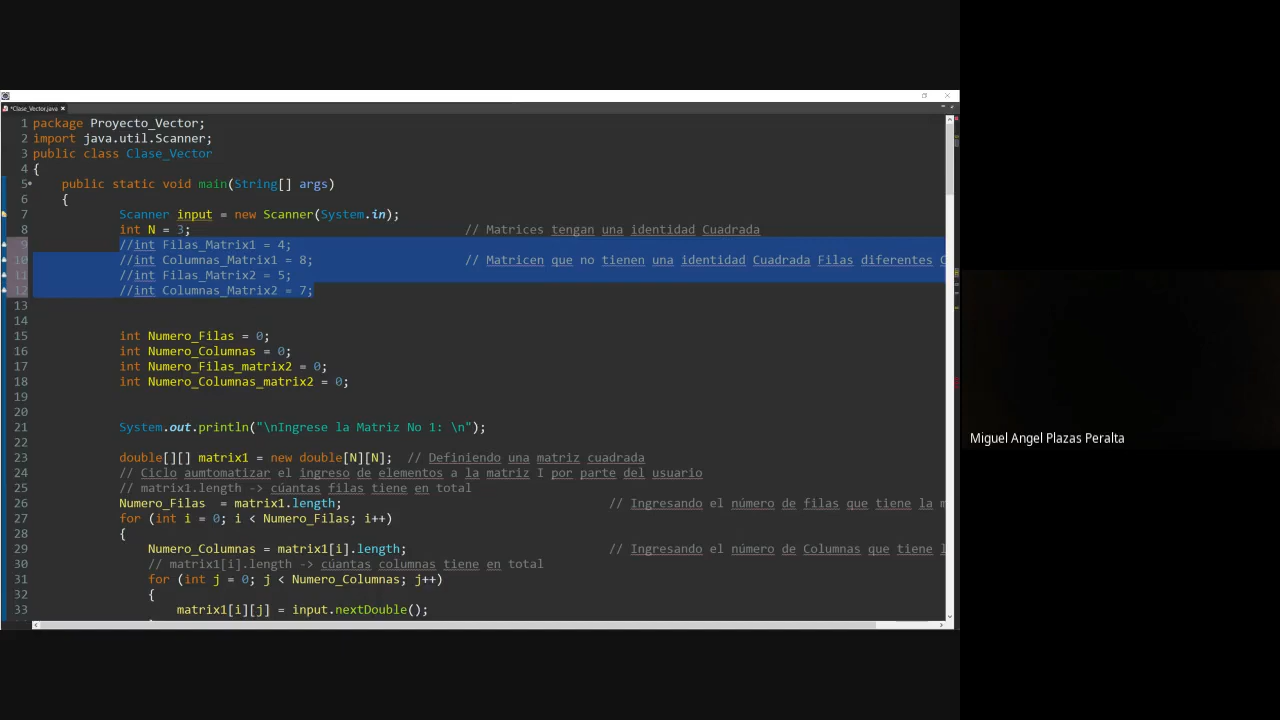 *Clase_Vector.java
1 package Proyecto_Vector;
2 import java.util.Scanner;
3 public class Clase_Vector
4 {
5 public static void main(String[] args)
6 {
7 Scanner input = new Scanner(System.in);
8 int N = 3; // Matrices tengan una identidad Cuadrada
9 //int Filas_Matrix1 = 4;
10 //int Columnas_Matrix1 = 8; // Matricen que no tienen una identidad Cuadrada Filas diferentes
11 //int Filas_Matrix2 = 5;
12 //int Columnas_Matrix2 = 7;
13
14
15 int Numero_Filas = 0;
16 int Numero_Columnas = 0;
17 int Numero_Filas_matrix2 = 0;
18 int Numero_Columnas_matrix2 = 0;
19
20
21 System.out.println("\nIngrese la Matriz No 1: \n");
22
23 double[][] matrix1 = new double[N][N]; // Definiendo una matriz cuadrada
24 // Ciclo aumtomatizar el ingreso de elementos a la matriz I por parte del usuario
25 // matrix1.length -> cúantas filas tiene en total
26 Numero_Filas = matrix1.length; // Ingresando el número de filas que tiene la m
27 for (int i = 0; i < Numero_Filas; i++)
28 {
29 Numero_Columnas = matrix1[i].length; // Ingresando el número de Columnas que tiene l
30 // matrix1[i].length -> cúantas columnas tiene en total
31 for (int j = 0; j < Numero_Columnas; j++)
32 {
33 matrix1[i][j] = input.nextDouble();
Miguel Angel Plazas Peralta